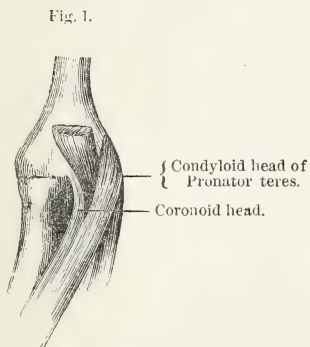 Fig. 1.
{ Condyloid head of
Pronator teres.
Coronoid head.